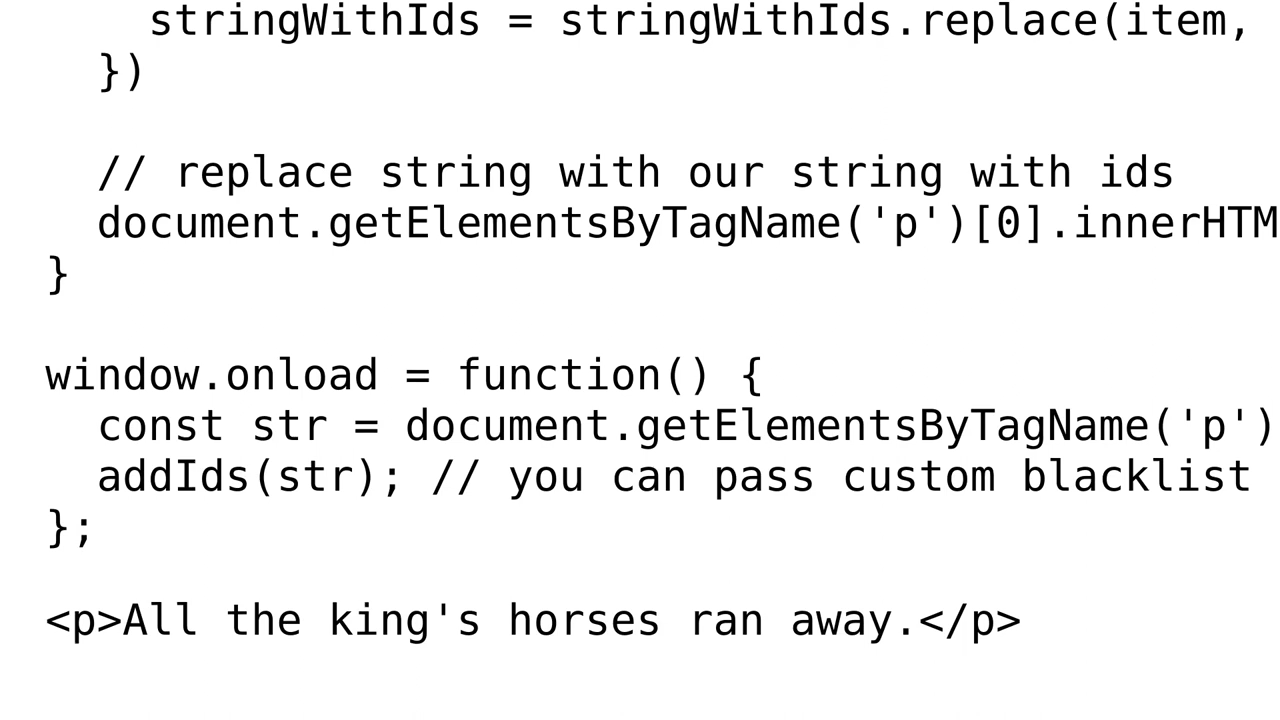 stringWithIds = stringWithIds.replace(item,
})
// replace string with our string with ids
document.getElementsByTagName('p')[0].innerHTM
}
window.onload = function() {
const str = document.getElementsByTagName('p')
addIds(str); // you can pass custom blacklist
};
<p>All the king's horses ran away.</p>